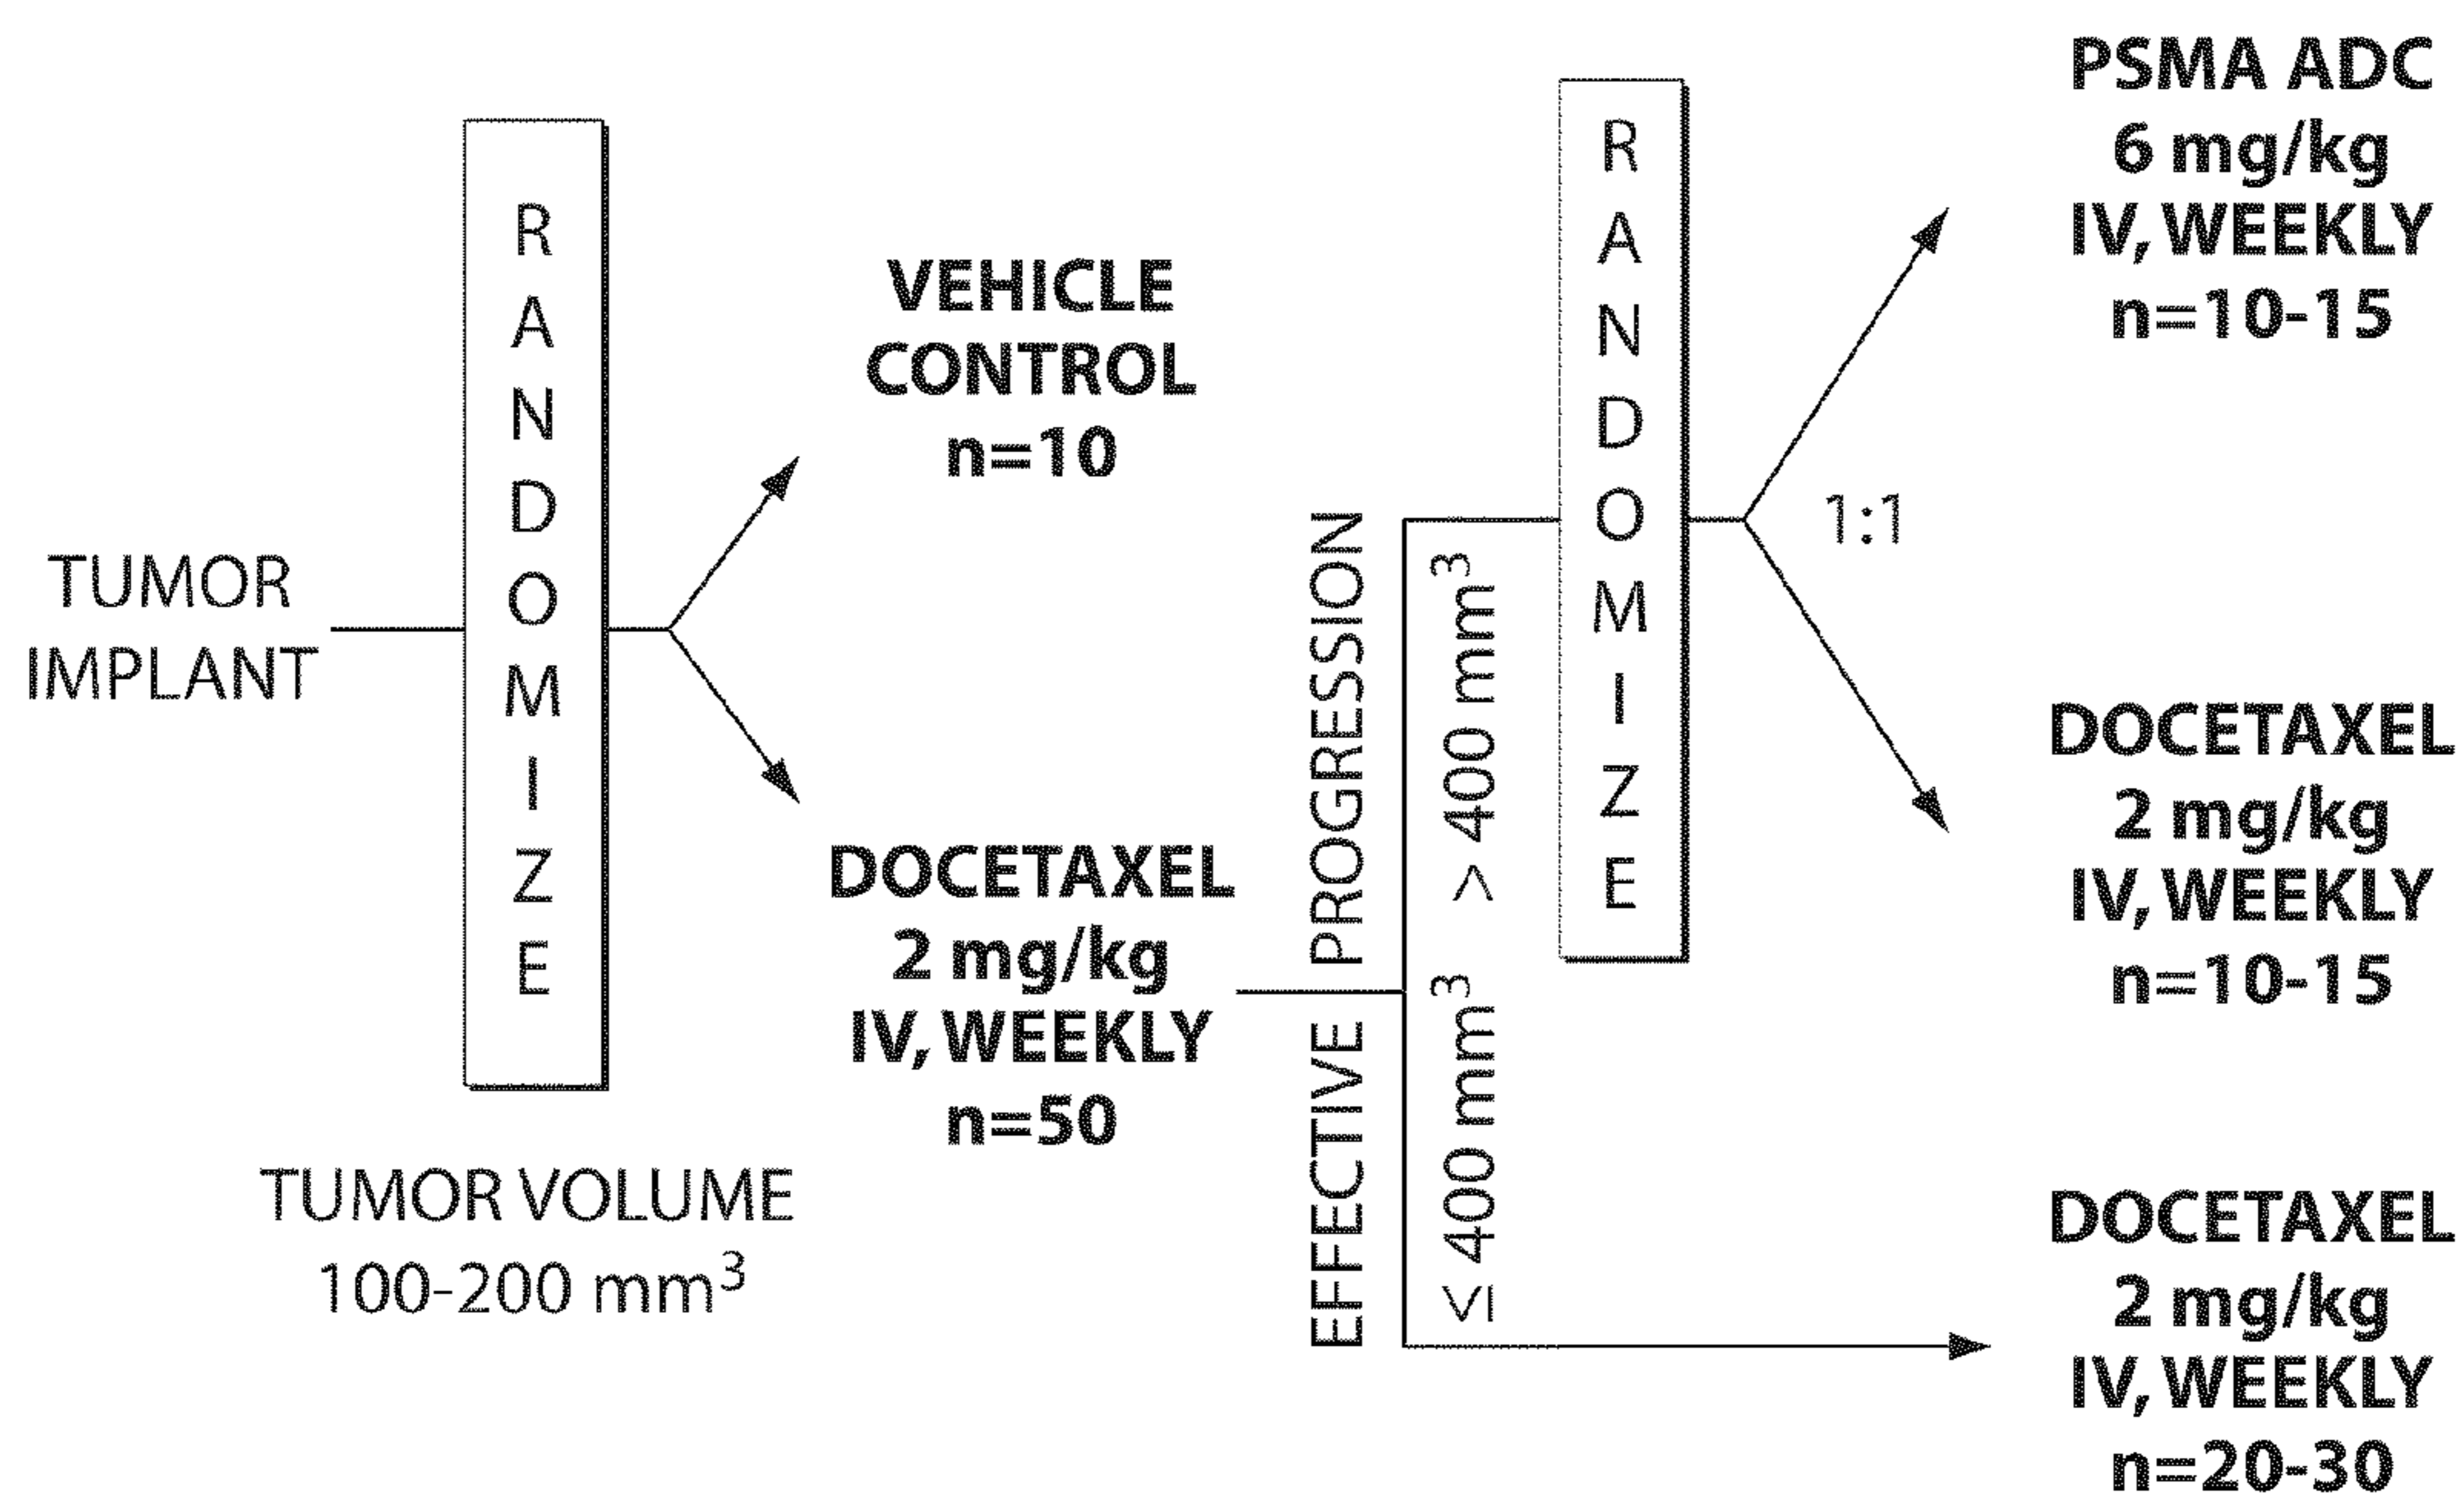 TUMOR
IMPLANT
RANDOMIZE
TUMOR VOLUME
100-200 mm³
VEHICLE
CONTROL
n=10
DOCETAXEL
2 mg/kg
IV, WEEKLY
n=50
EFFECTIVE PROGRESSION
≤ 400 mm³ > 400 mm³
RANDOMIZE
1:1
PSMA ADC
6 mg/kg
IV, WEEKLY
n=10-15
DOCETAXEL
2 mg/kg
IV, WEEKLY
n=10-15
DOCETAXEL
2 mg/kg
IV, WEEKLY
n=20-30